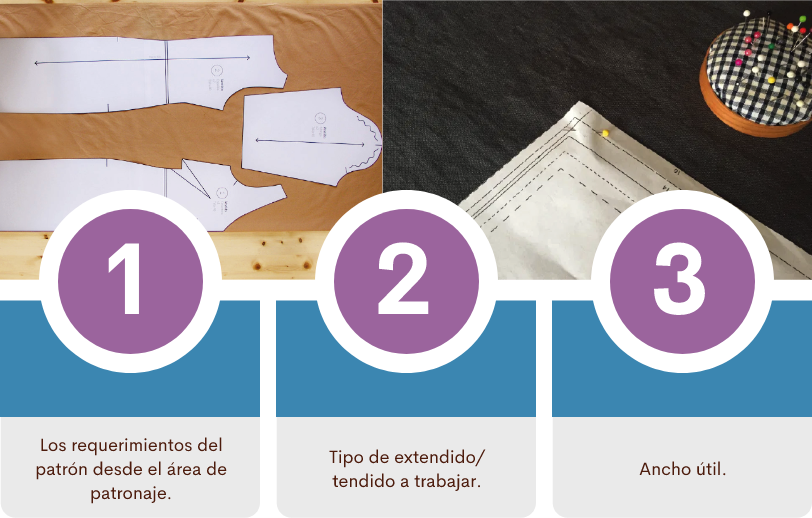 1
2
3
Los requerimientos del
patrón desde el área de
patronaje.
Tipo de extendido/
tendido a trabajar.
Ancho útil.